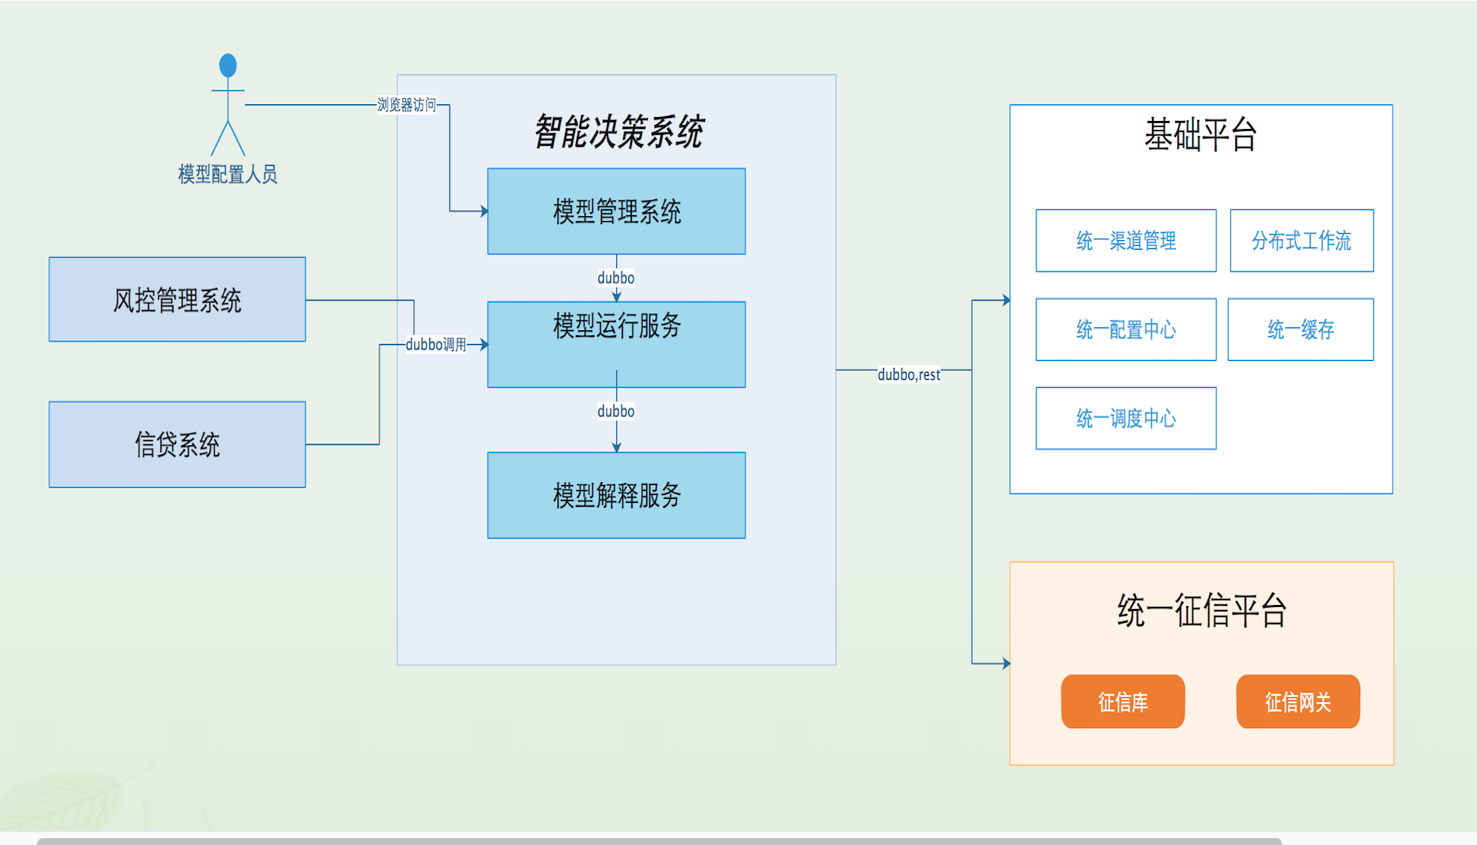 浏览器访问
模型配置人员
风控管理系统
信贷系统
dubbo调用
智能决策系统
模型管理系统
dubbo
模型运行服务
dubbo
模型解释服务
dubbo,rest
基础平台
统一渠道管理
分布式工作流
统一配置中心
统一缓存
统一调度中心
统一征信平台
征信库
征信网关